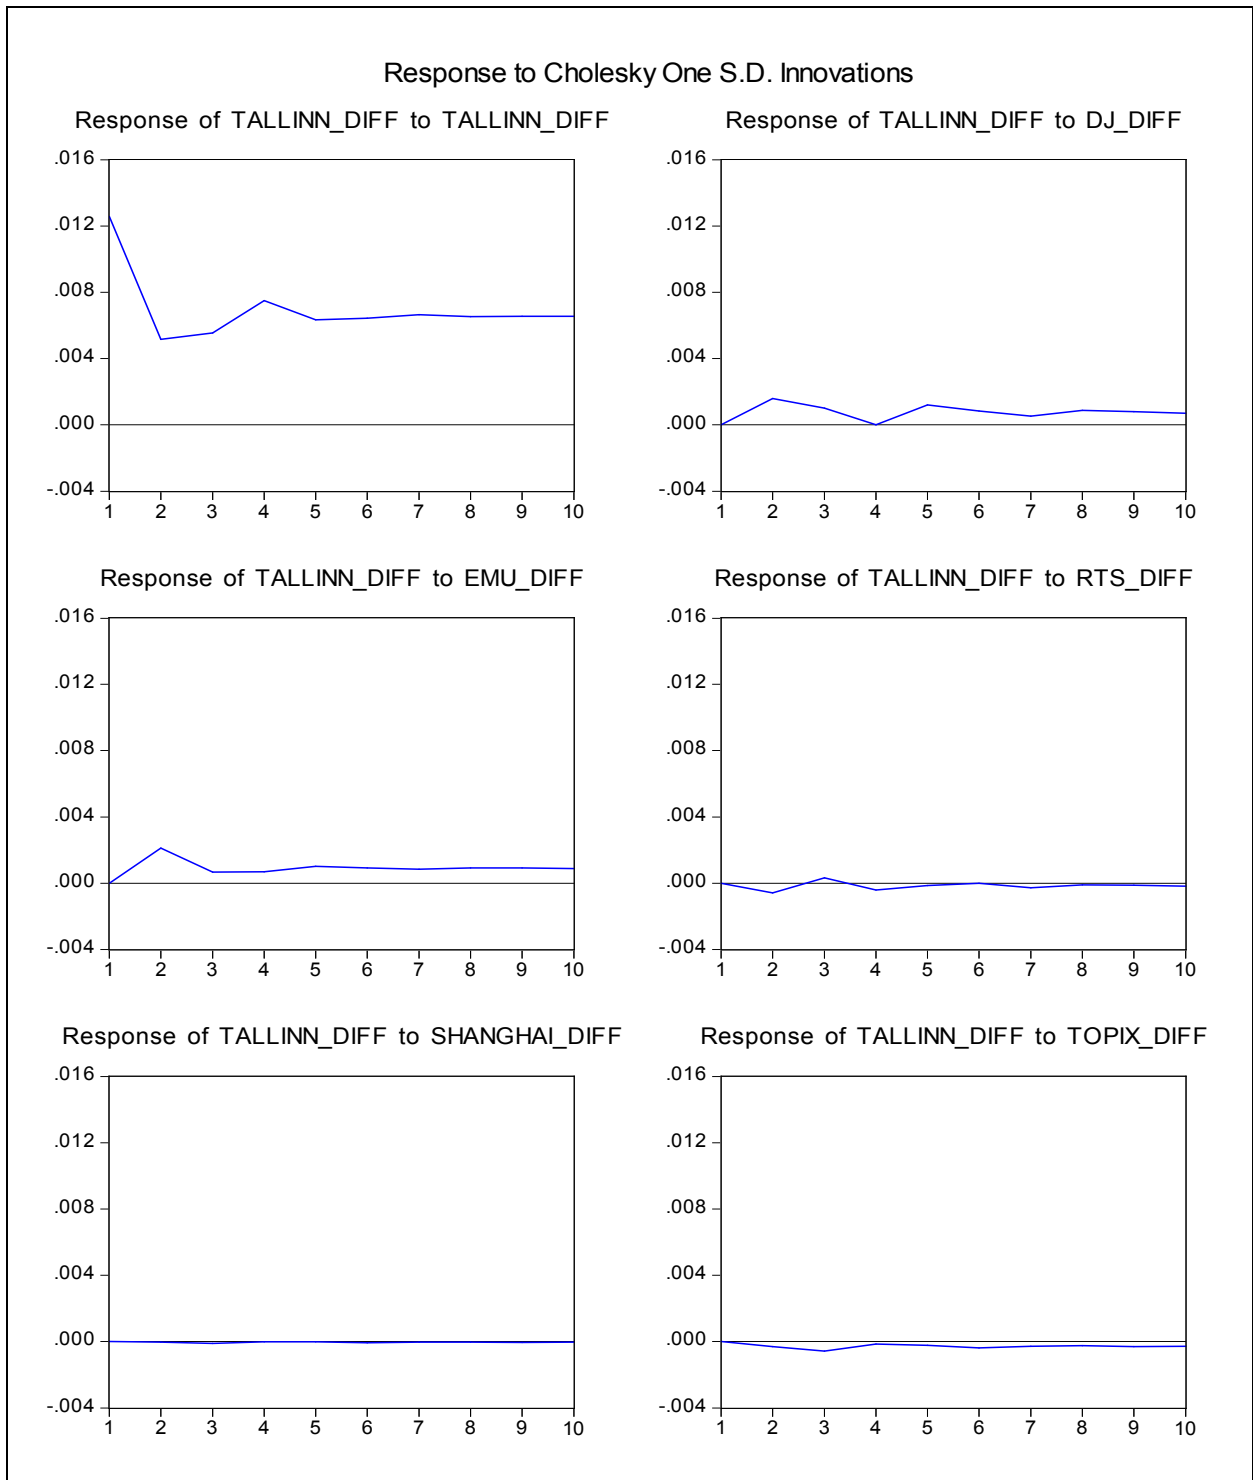 Response to Cholesky One S.D. Innovations
Response of TALLINN_DIFF to TALLINN_DIFF
.016
.012
.008
.004
.000
-.004
1 2 3 4 5 6 7 8 9 10
Response of TALLINN_DIFF to DJ_DIFF
.016
.012
.008
.004
.000
-.004
1 2 3 4 5 6 7 8 9 10
Response of TALLINN_DIFF to EMU_DIFF
.016
.012
.008
.004
.000
-.004
1 2 3 4 5 6 7 8 9 10
Response of TALLINN_DIFF to RTS_DIFF
.016
.012
.008
.004
.000
-.004
1 2 3 4 5 6 7 8 9 10
Response of TALLINN_DIFF to SHANGHAI_DIFF
.016
.012
.008
.004
.000
-.004
1 2 3 4 5 6 7 8 9 10
Response of TALLINN_DIFF to TOPIX_DIFF
.016
.012
.008
.004
.000
-.004
1 2 3 4 5 6 7 8 9 10